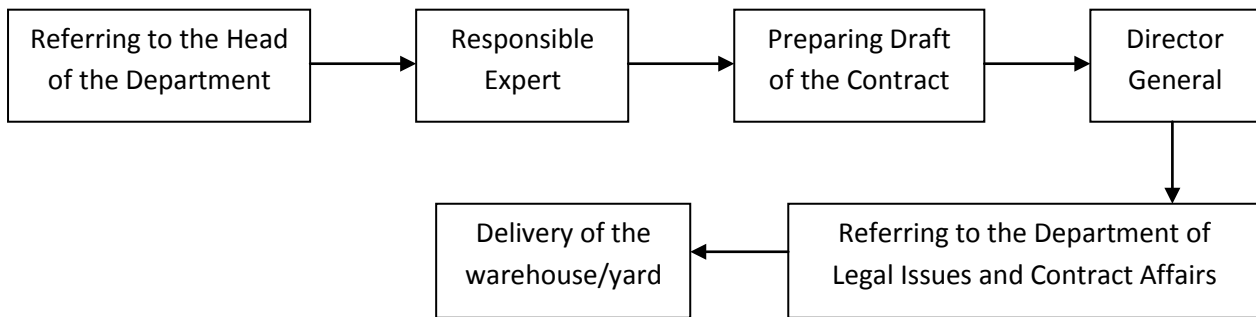 Referring to the Head
of the Department
Responsible
Expert
Preparing Draft
of the Contract
Director
General
Delivery of the
warehouse/yard
Referring to the Department of
Legal Issues and Contract Affairs